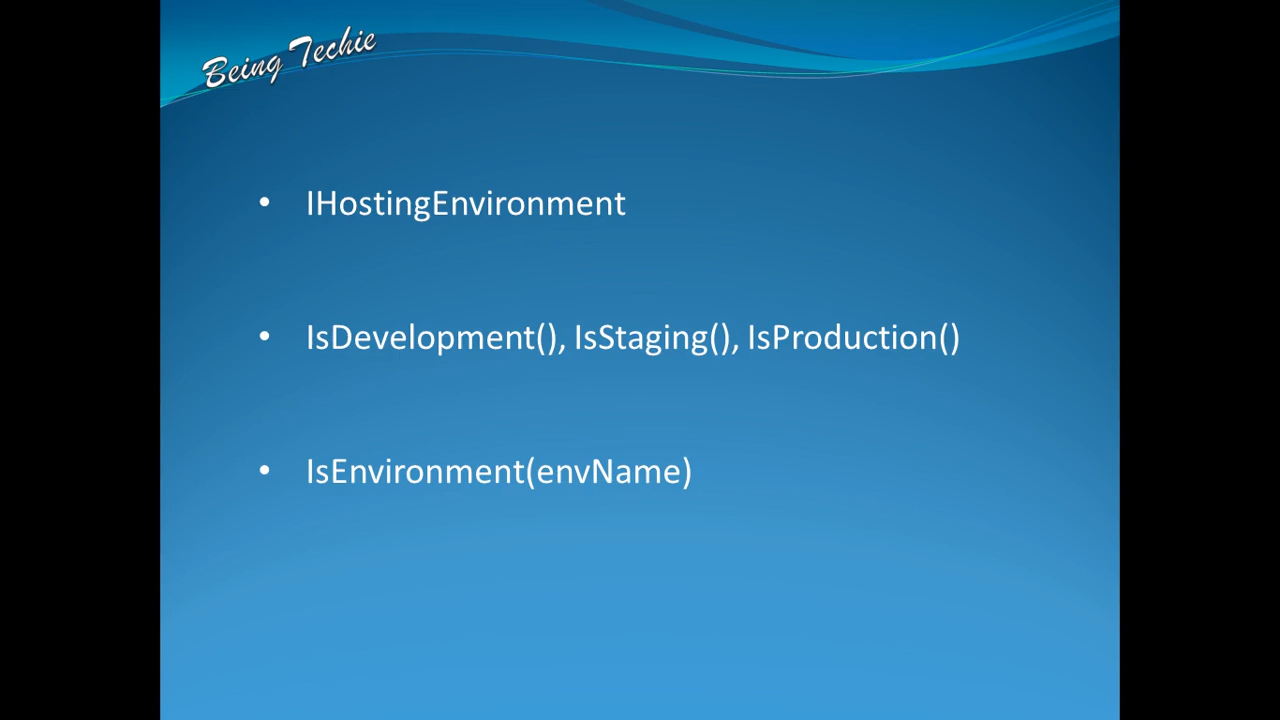 Being Techie
• IHostingEnvironment
• IsDevelopment(), IsStaging(), IsProduction()
• IsEnvironment(envName)